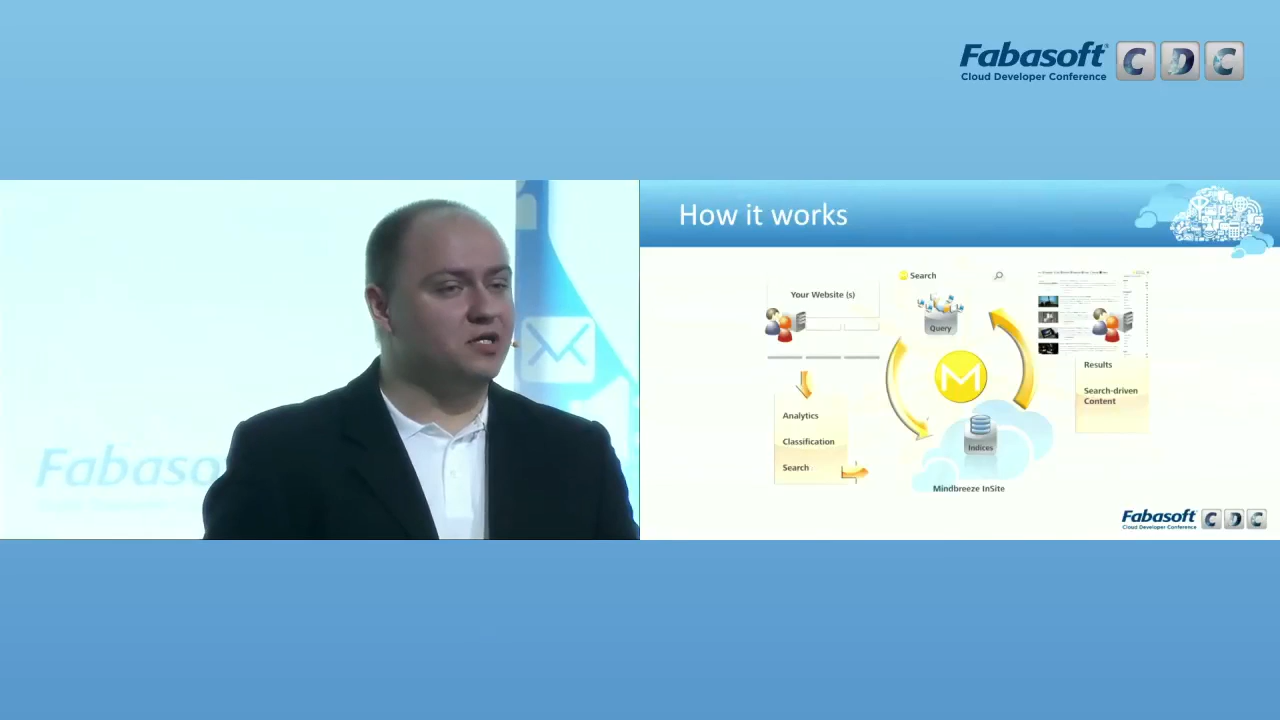 Fabasoft
Cloud Developer Conference
C D C
Fabaso
How it works
Search
Your Website (s)
Query
M
Results
Search-driven
Content
Analytics
Classification
Search
Indices
Mindbreeze InSite
Fabasoft
Cloud Developer Conference
C D C